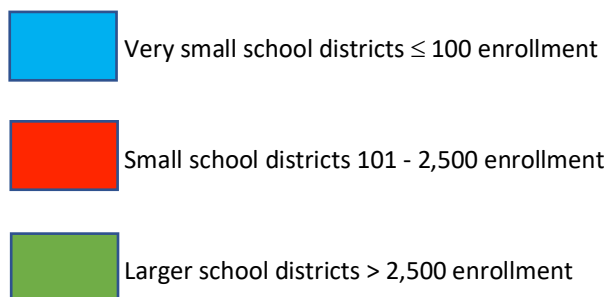 Very small school districts ≤ 100 enrollment
Small school districts 101 - 2,500 enrollment
Larger school districts > 2,500 enrollment